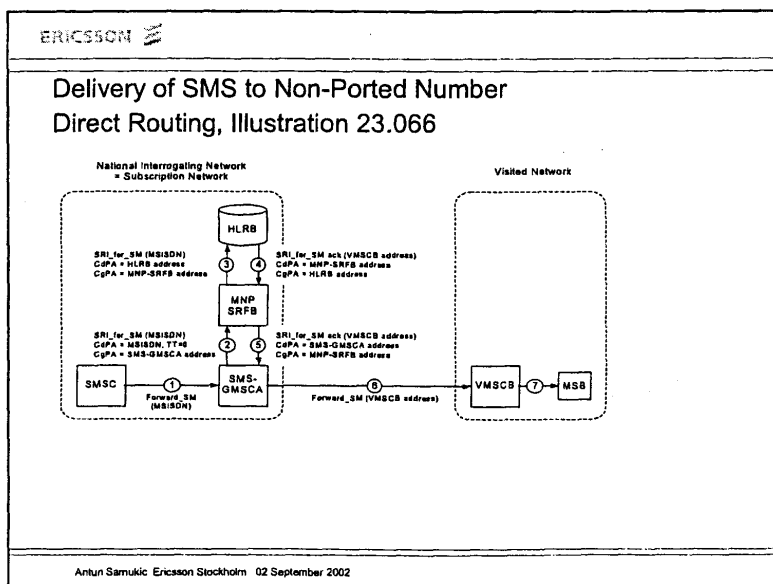 ERICSSON
Delivery of SMS to Non-Ported Number
Direct Routing, Illustration 23.066
National Interrogating Network
= Subscription Network
Visited Network
HLRB
SRI_for_SM (MSISDN)
CdPA = HLRB address
CgPA = MNP-SRFB address
3
4
SRI_for_SM ack (VMSCB address)
CdPA = MNP-SRFB address
CgPA = HLRB address
MNP
SRFB
SRI_for_SM (MSISDN)
CdPA = MSISDN, TT=0
CgPA = SMS-GMSCA address
2
5
SRI_for_SM ack (VMSCB address)
CdPA = SMS-GMSCA address
CgPA = MNP-SRFB address
SMSC
1
Forward_SM
(MSISDN)
SMS-
GMSCA
6
Forward_SM (VMSCB address)
VMSCB
7
MSB
Antun Samukic Ericsson Stockholm 02 September 2002